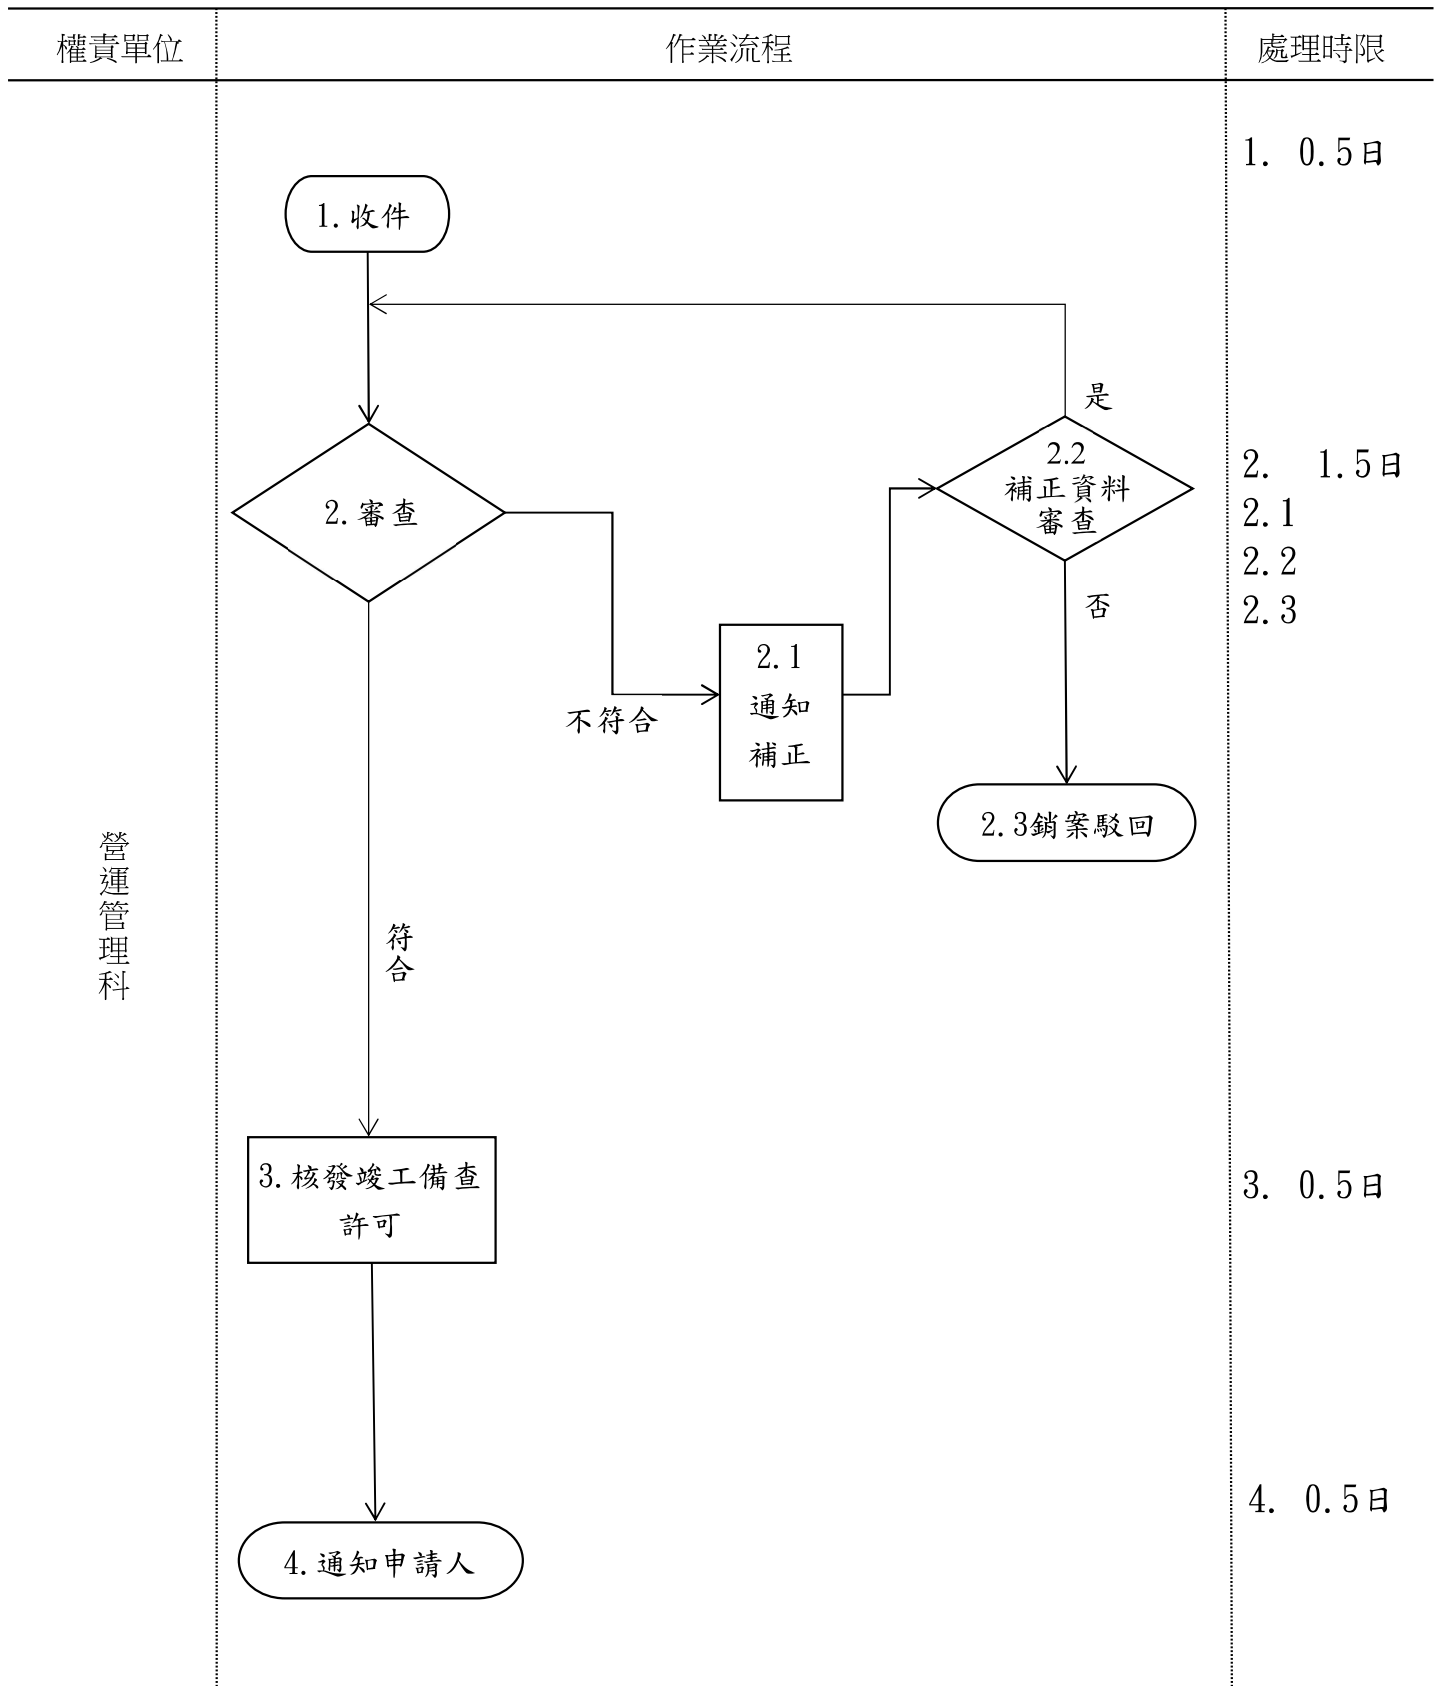 權責單位
作業流程
處理時限
1. 0.5日
1.收件
是
2.2
補正資料
審查
2. 1.5日
2.1
2.2
2.3
2.審查
否
2.1
通知
補正
不符合
2.3銷案駁回
營運管理科
符合
3.核發竣工備查
許可
3. 0.5日
4. 0.5日
4.通知申請人